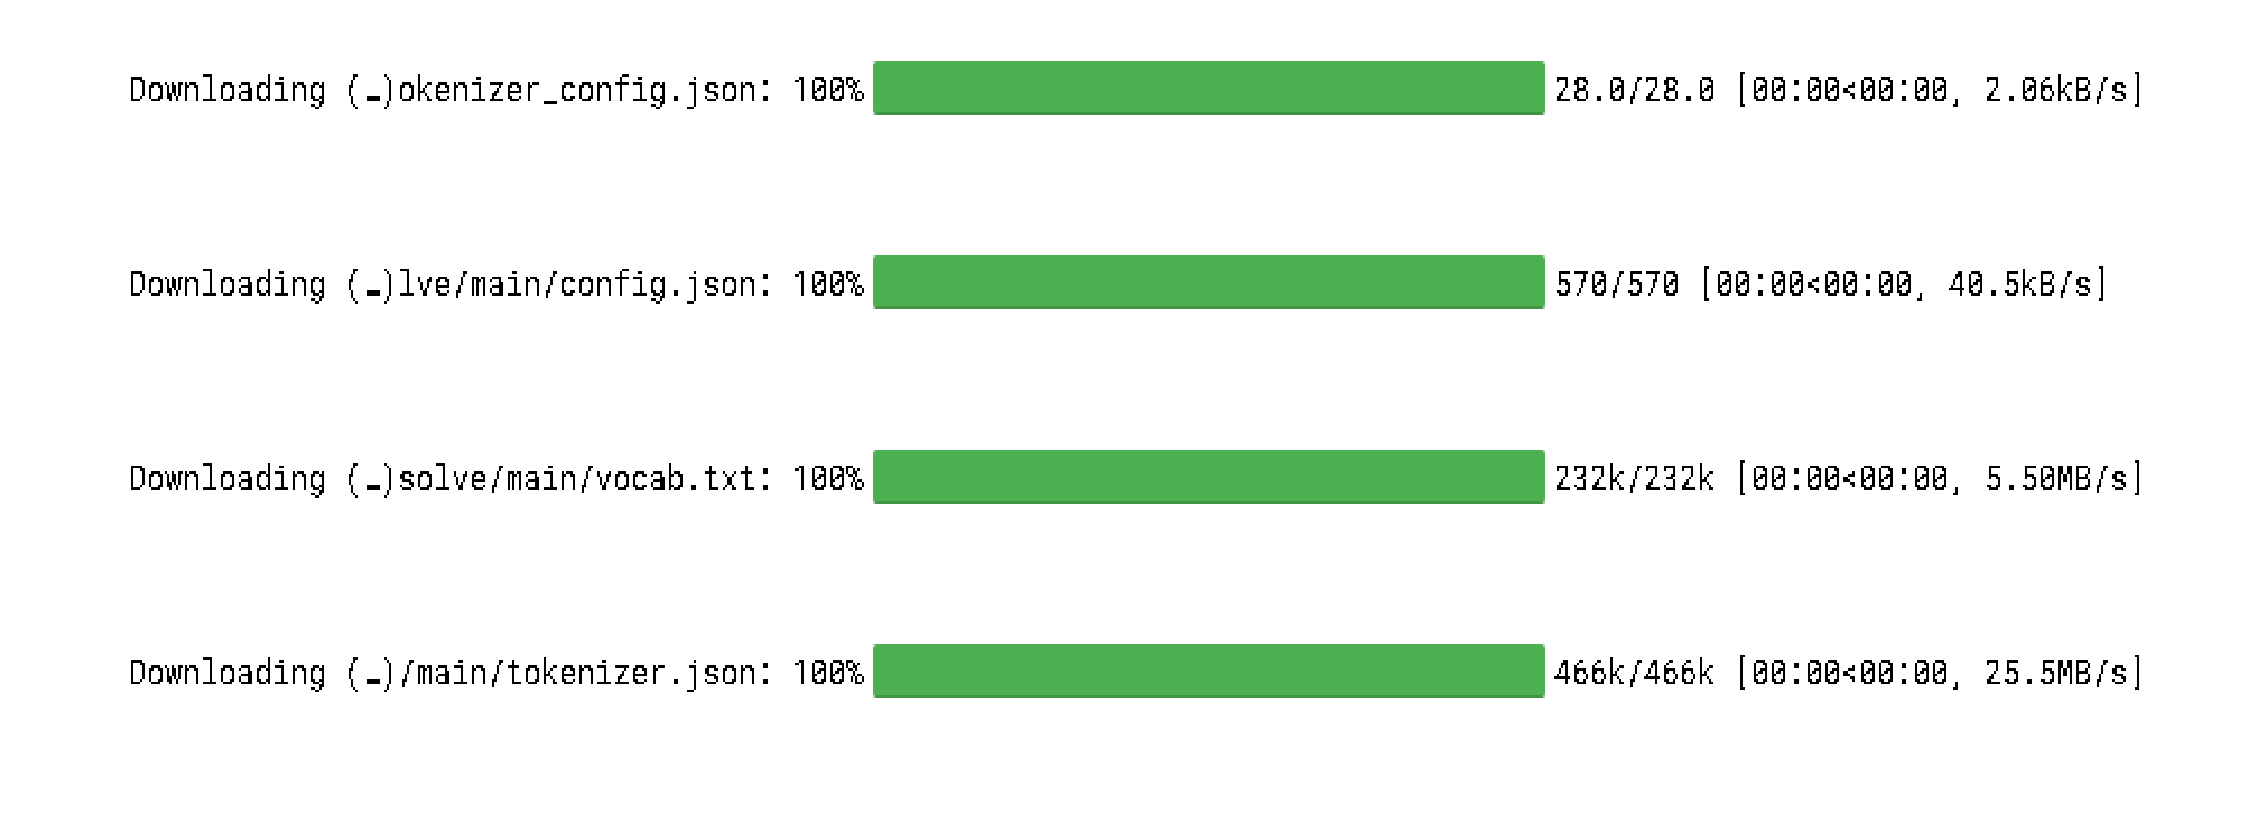 Downloading (…)okenizer_config.json: 100% 28.0/28.0 [00:00<00:00, 2.06kB/s]
Downloading (…)lve/main/config.json: 100% 570/570 [00:00<00:00, 40.5kB/s]
Downloading (…)solve/main/vocab.txt: 100% 232k/232k [00:00<00:00, 5.50MB/s]
Downloading (…)/main/tokenizer.json: 100% 466k/466k [00:00<00:00, 25.5MB/s]